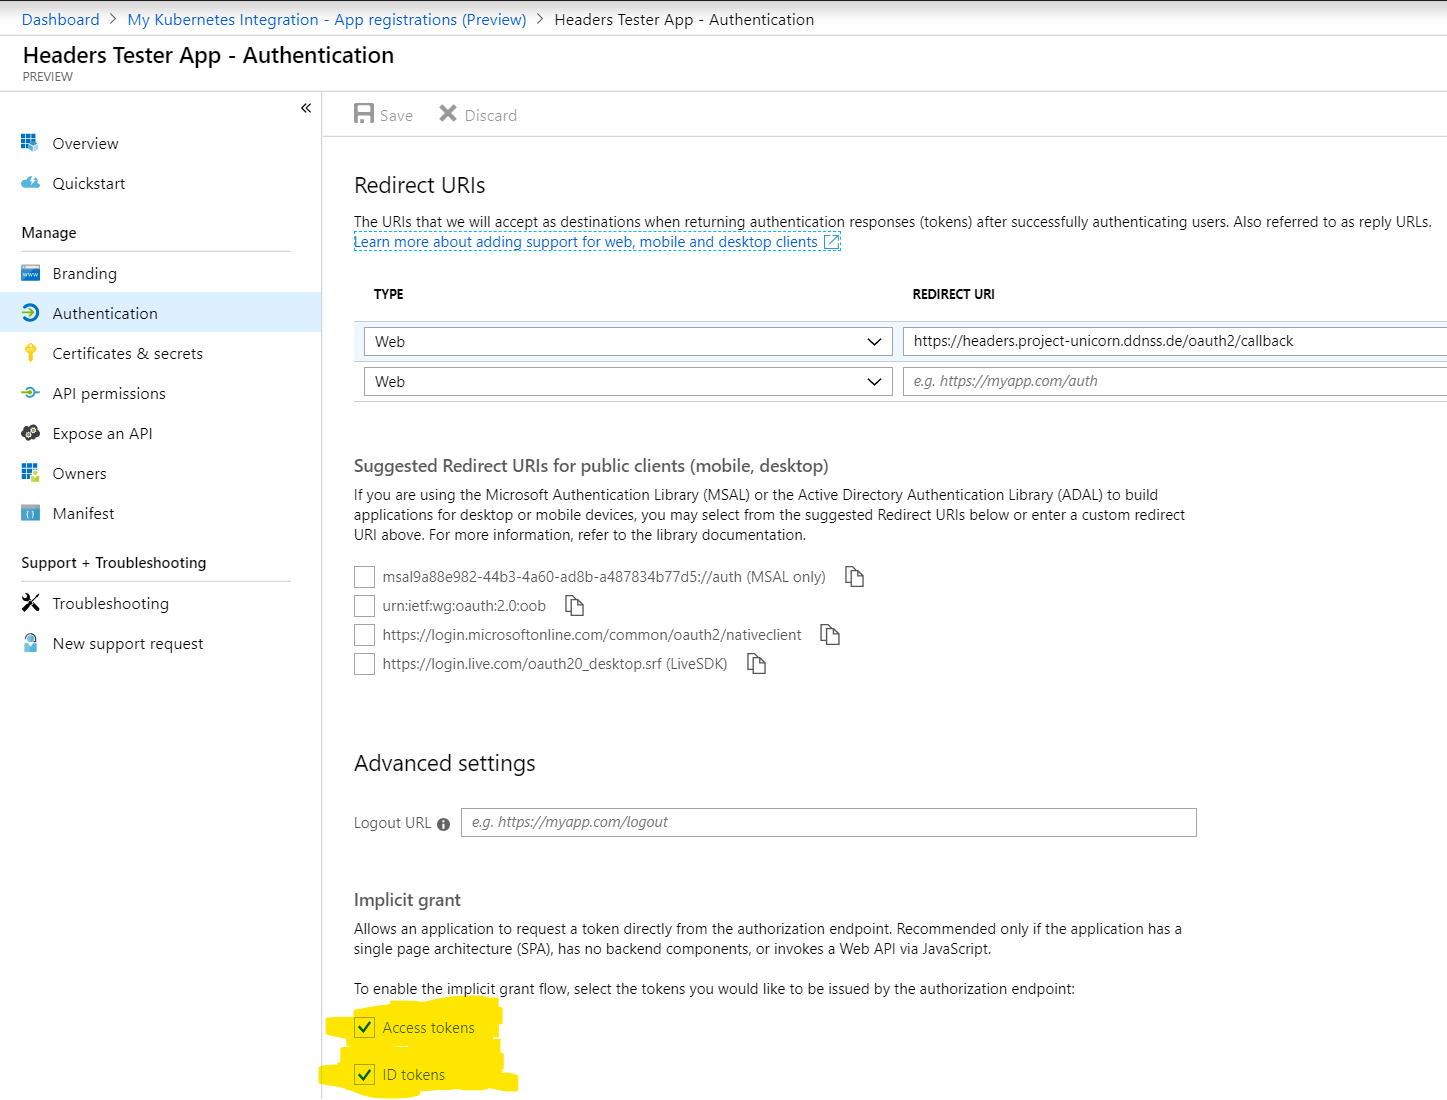 Dashboard > My Kubernetes Integration - App registrations (Preview) > Headers Tester App - Authentication
Headers Tester App - Authentication
PREVIEW
«
Overview
Quickstart
Manage
Branding
Authentication
Certificates & secrets
API permissions
Expose an API
Owners
Manifest
Support + Troubleshooting
Troubleshooting
New support request
Save Discard
Redirect URIs
The URIs that we will accept as destinations when returning authentication responses (tokens) after successfully authenticating users. Also referred to as reply URLs.
Learn more about adding support for web, mobile and desktop clients
TYPE REDIRECT URI
Web https://headers.project-unicorn.ddnss.de/oauth2/callback
Web e.g. https://myapp.com/auth
Suggested Redirect URIs for public clients (mobile, desktop)
If you are using the Microsoft Authentication Library (MSAL) or the Active Directory Authentication Library (ADAL) to build
applications for desktop or mobile devices, you may select from the suggested Redirect URIs below or enter a custom redirect
URI above. For more information, refer to the library documentation.
msal9a88e982-44b3-4a60-ad8b-a487834b77d5://auth (MSAL only)
urn:ietf:wg:oauth:2.0:oob
https://login.microsoftonline.com/common/oauth2/nativeclient
https://login.live.com/oauth20_desktop.srf (LiveSDK)
Advanced settings
Logout URL e.g. https://myapp.com/logout
Implicit grant
Allows an application to request a token directly from the authorization endpoint. Recommended only if the application has a
single page architecture (SPA), has no backend components, or invokes a Web API via JavaScript.
To enable the implicit grant flow, select the tokens you would like to be issued by the authorization endpoint:
Access tokens
ID tokens